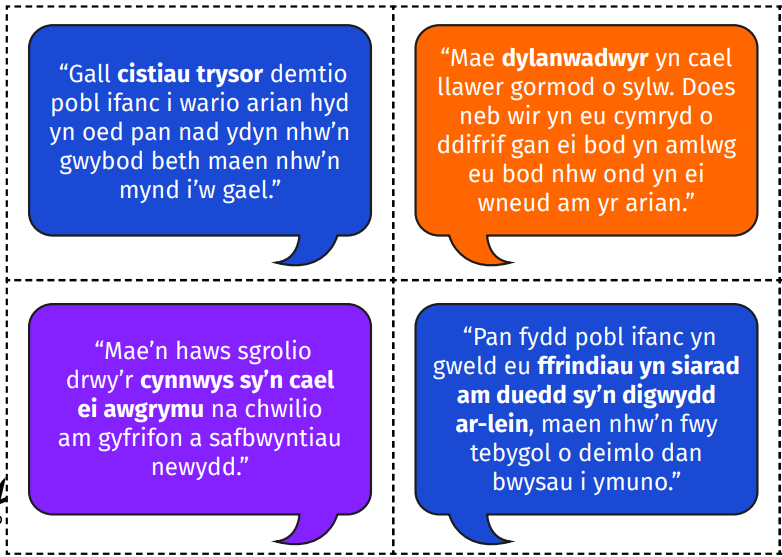 “Gall cistiau trysor demtio
pobl ifanc i wario arian hyd
yn oed pan nad ydyn nhw’n
gwybod beth maen nhw’n
mynd i’w gael.”
“Mae dylanwadwyr yn cael
llawer gormod o sylw. Does
neb wir yn eu cymryd o
ddifrif gan ei bod yn amlwg
eu bod nhw ond yn ei
wneud am yr arian.”
“Mae’n haws sgrolio
drwy’r cynnwys sy’n cael
ei awgrymu na chwilio
am gyfrifon a safbwyntiau
newydd.”
“Pan fydd pobl ifanc yn
gweld eu ffrindiau yn siarad
am duedd sy’n digwydd
ar-lein, maen nhw’n fwy
tebygol o deimlo dan
bwysau i ymuno.”